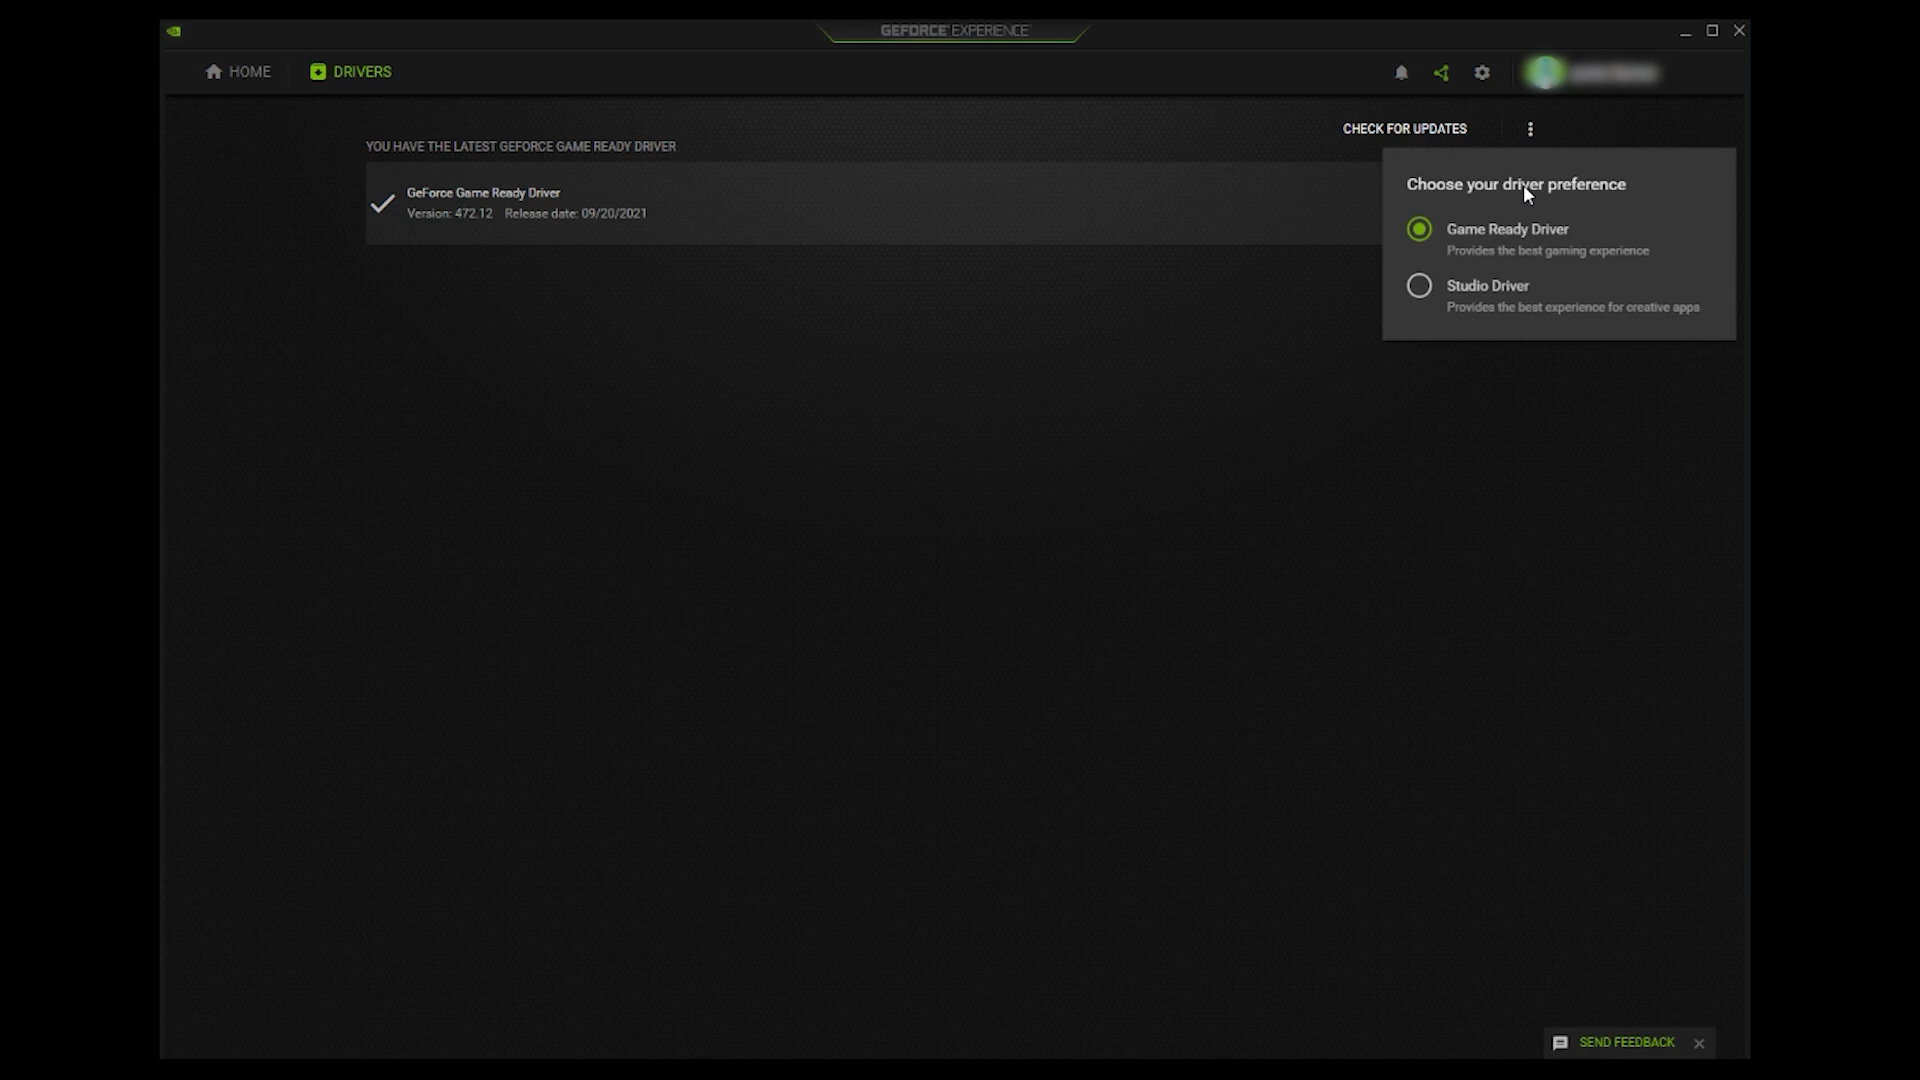 GEFORCE EXPERIENCE
HOME
DRIVERS
CHECK FOR UPDATES
YOU HAVE THE LATEST GEFORCE GAME READY DRIVER
GeForce Game Ready Driver
Version: 472.12 Release date: 09/20/2021
Choose your driver preference
Game Ready Driver
Provides the best gaming experience
Studio Driver
Provides the best experience for creative apps
SEND FEEDBACK